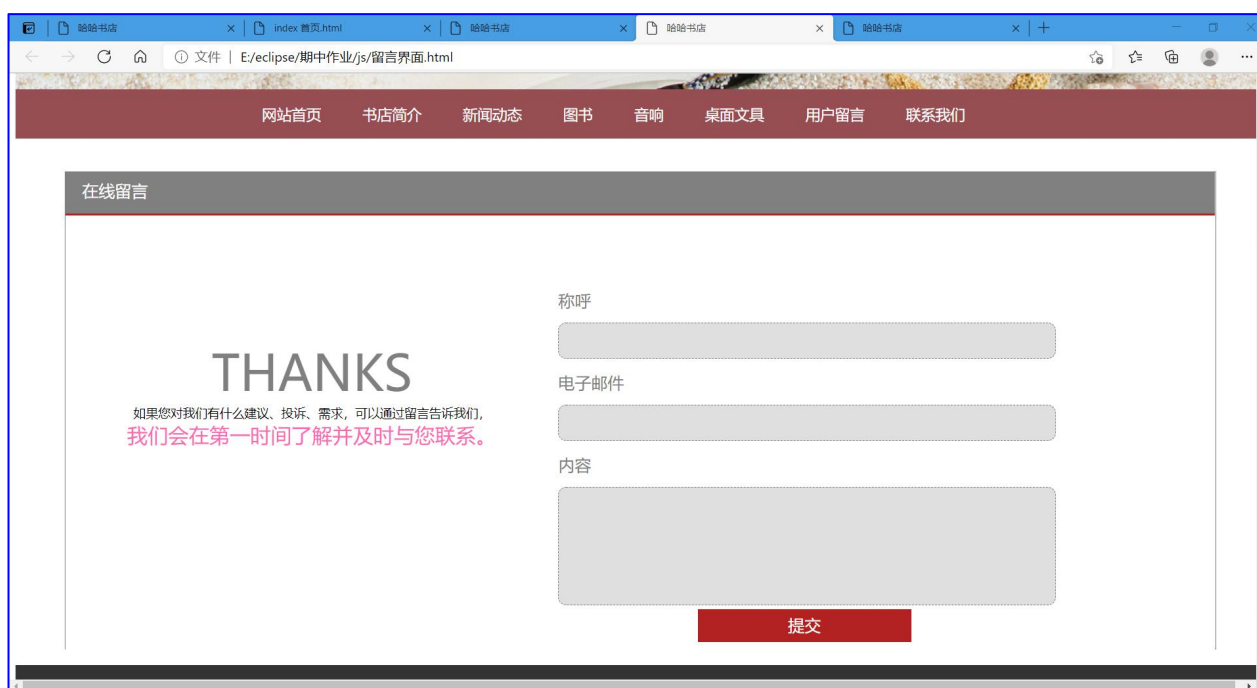 哈哈书店 index 首页.html 哈哈书店 哈哈书店 哈哈书店
文件 E:/eclipse/期中作业/js/留言界面.html
网站首页 书店简介 新闻动态 图书 音响 桌面文具 用户留言 联系我们
在线留言
THANKS
如果您对我们有什么建议、投诉、需求，可以通过留言告诉我们，
我们会在第一时间了解并及时与您联系。
称呼
电子邮件
内容
提交